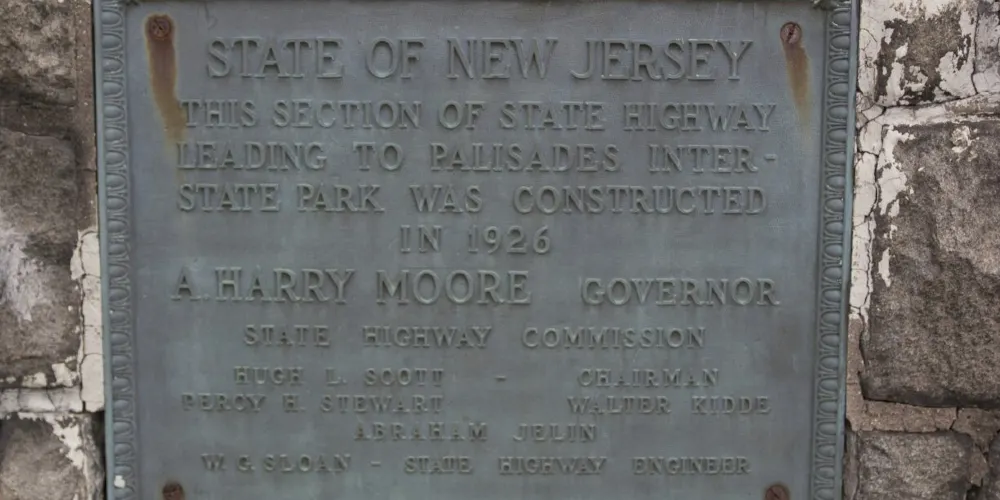 STATE OF NEW JERSEY
THIS SECTION OF STATE HIGHWAY
LEADING TO PALISADES INTER-
STATE PARK WAS CONSTRUCTED
IN 1926
A. HARRY MOORE GOVERNOR
STATE HIGHWAY COMMISSION
HUGH L. SCOTT - CHAIRMAN
PERCY H. STEWART WALTER KIDDE
ABRAHAM JELIN
W. G. SLOAN - STATE HIGHWAY ENGINEER